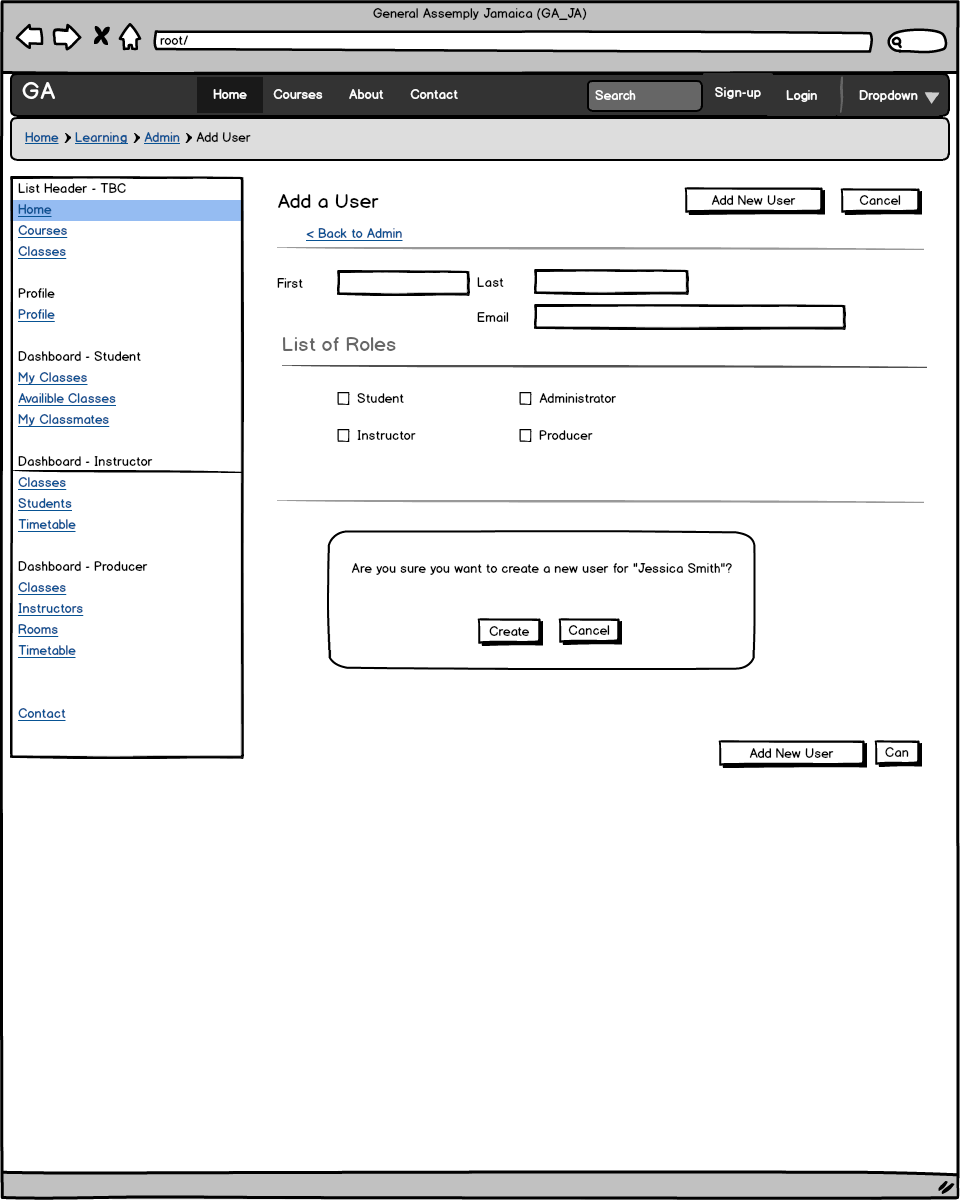 General Assemply Jamaica (GA_JA)
root/
GA Home Courses About Contact Search Sign-up Login Dropdown
Home Learning Admin Add User
List Header - TBC
Home
Courses
Classes
Profile
Profile
Dashboard - Student
My Classes
Availible Classes
My Classmates
Dashboard - Instructor
Classes
Students
Timetable
Dashboard - Producer
Classes
Instructors
Rooms
Timetable
Contact
Add a User Add New User Cancel
< Back to Admin
First Last
Email
List of Roles
Student Administrator
Instructor Producer
Are you sure you want to create a new user for "Jessica Smith"?
Create Cancel
Add New User Can